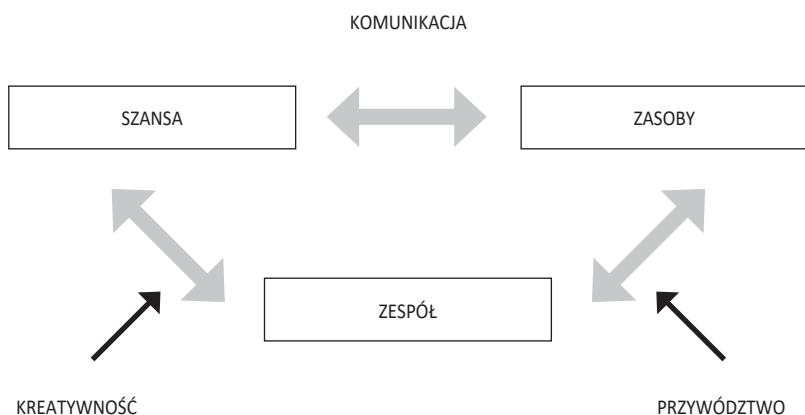 KOMUNIKACJA
SZANSA
ZASOBY
ZESPÓŁ
KREATYWNOŚĆ
PRZYWÓDZTWO